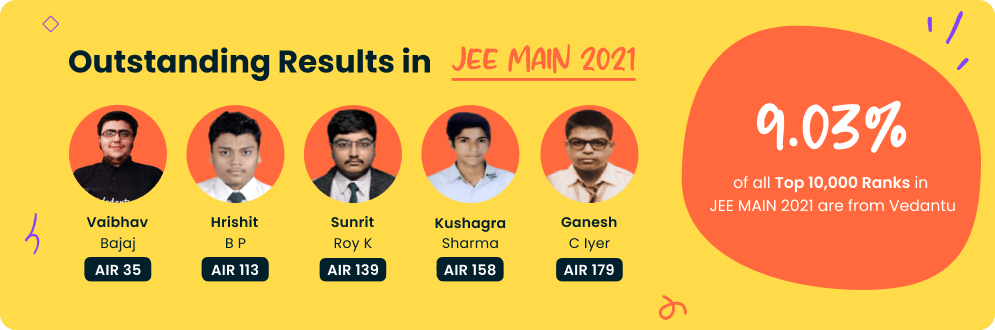 Outstanding Results in JEE MAIN 2021
Vaibhav
Bajaj
AIR 35
Hrishit
B P
AIR 113
Sunrit
Roy K
AIR 139
Kushagra
Sharma
AIR 158
Ganesh
C Iyer
AIR 179
9.03%
of all Top 10,000 Ranks in
JEE MAIN 2021 are from Vedantu